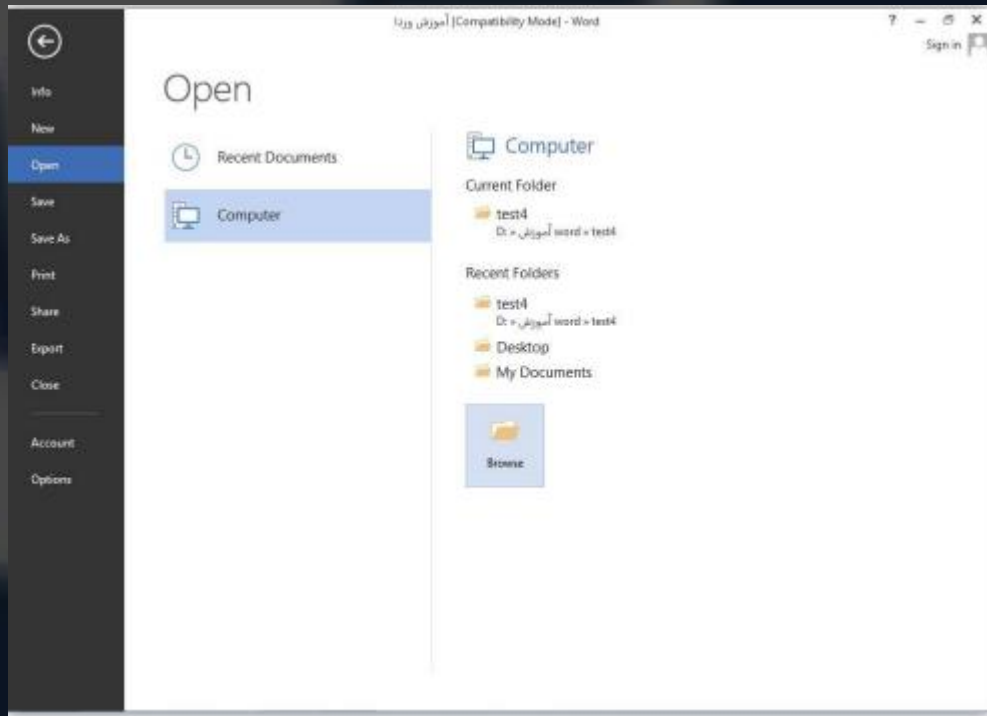 آموزش وردا [Compatibility Mode] - Word
? – X
Sign in
Info
New
Open
Save
Save As
Print
Share
Export
Close
Account
Options
Open
Recent Documents
Computer
Computer
Current Folder
test4
D: » آموزش word » test4
Recent Folders
test4
D: » آموزش word » test4
Desktop
My Documents
Browse